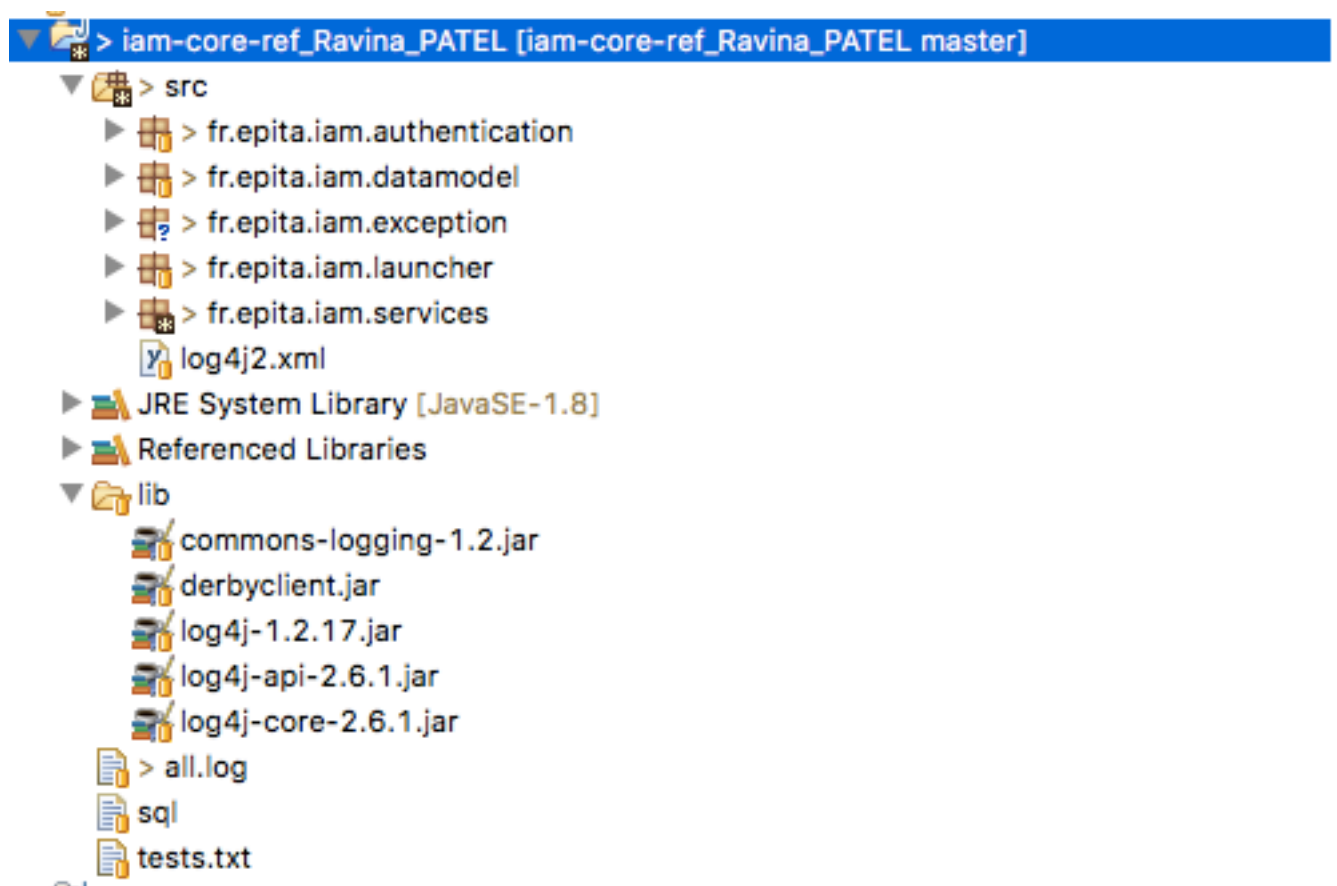 > iam-core-ref_Ravina_PATEL [iam-core-ref_Ravina_PATEL master]
> src
> fr.epita.iam.authentication
> fr.epita.iam.datamodel
> fr.epita.iam.exception
> fr.epita.iam.launcher
> fr.epita.iam.services
log4j2.xml
JRE System Library [JavaSE-1.8]
Referenced Libraries
lib
commons-logging-1.2.jar
derbyclient.jar
log4j-1.2.17.jar
log4j-api-2.6.1.jar
log4j-core-2.6.1.jar
> all.log
sql
tests.txt